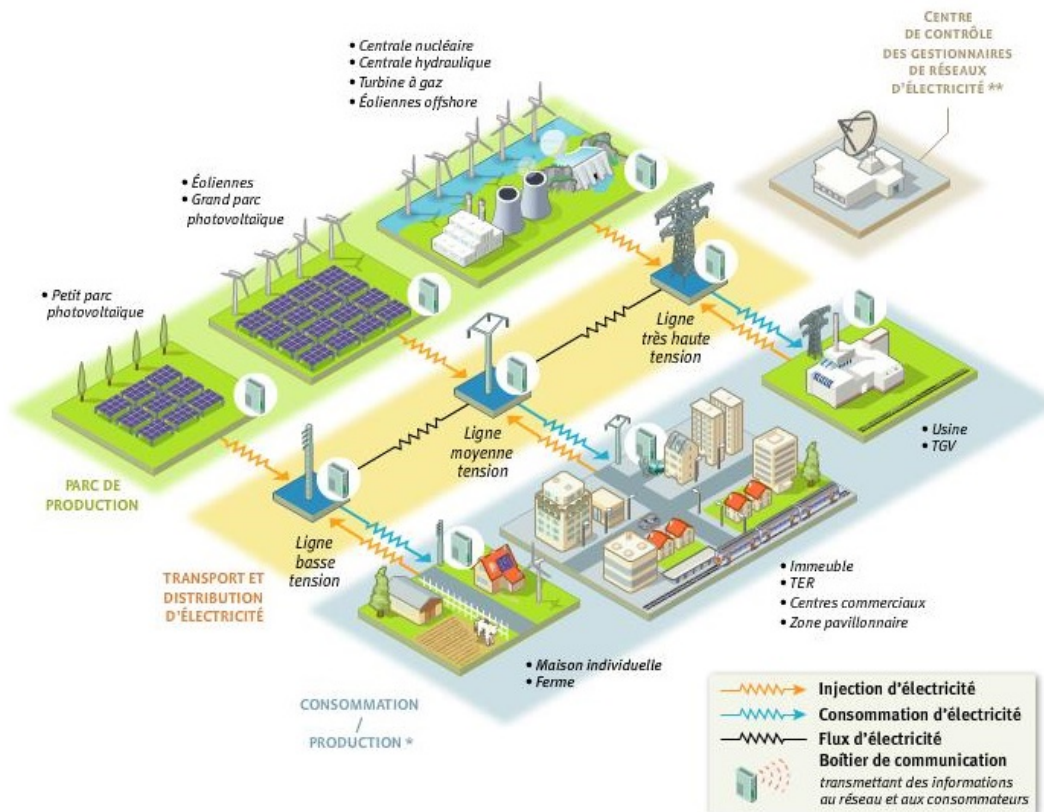 • Centrale nucléaire
• Centrale hydraulique
• Turbine à gaz
• Éoliennes offshore
CENTRE
DE CONTRÔLE
DES GESTIONNAIRES
DE RÉSEAUX
D'ÉLECTRICITÉ **
• Éoliennes
• Grand parc
photovoltaïque
• Petit parc
photovoltaïque
Ligne
très haute
tension
Ligne
moyenne
tension
Ligne
basse
tension
• Usine
• TGV
PARC DE
PRODUCTION
TRANSPORT ET
DISTRIBUTION
D'ÉLECTRICITÉ
• Immeuble
• TER
• Centres commerciaux
• Zone pavillonnaire
• Maison individuelle
• Ferme
CONSOMMATION
/
PRODUCTION *
Injection d'électricité
Consommation d'électricité
Flux d'électricité
Boîtier de communication
transmettant des informations
au réseau et aux consommateurs